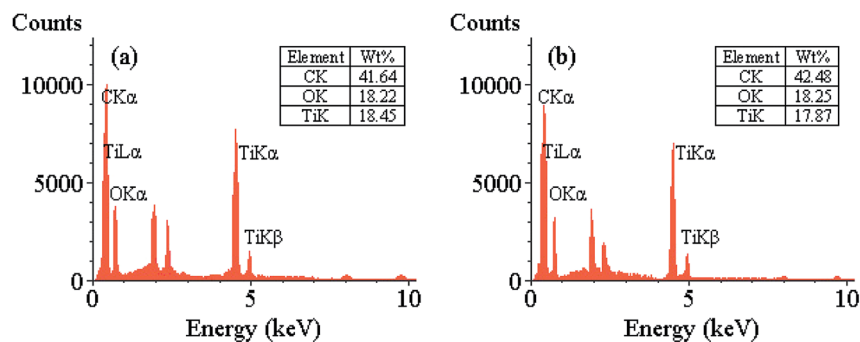 Counts
(a)
Element Wt%
CK 41.64
OK 18.22
TiK 18.45
10000
CKα
TiLα
TiKα
5000
OKα
TiKβ
0
0 5 10
Energy (keV)
Counts
(b)
Element Wt%
CK 42.48
OK 18.25
TiK 17.87
10000
CKα
TiLα
TiKα
5000
OKα
TiKβ
0
0 5 10
Energy (keV)